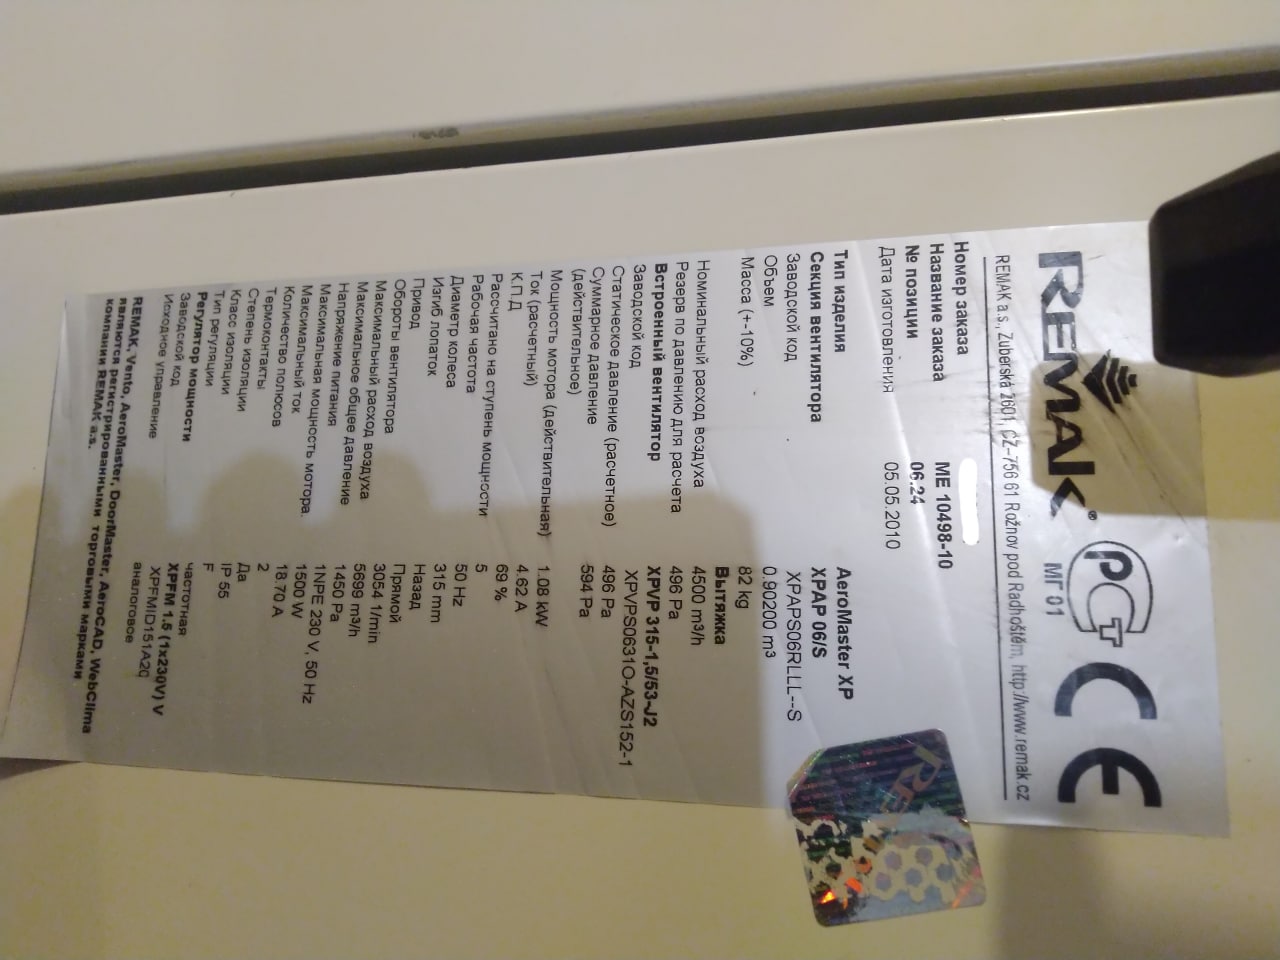 REMAK®
РСТ CE
МГ 01
REMAK a.s., Zuberská 2601, CZ-756 61 Rožnov pod Radhoštěm, http://www.remak.cz
Номер заказа
Название заказа ME 10498-10
№ позиции 06.24
Дата изготовления 05.05.2010
Тип изделия AeroMaster XP
Секция вентилятора XPAP 06/S
Заводской код XPAPS06RLLL--S
Объем 0.90200 m³
Масса (+-10%) 82 kg
Вытяжка
Номинальный расход воздуха 4500 m3/h
Резерв по давлению для расчета 496 Pa
Встроенный вентилятор XPVP 315-1,5/53-J2
Заводской код XPVPS0631O-AZS152-1
Статическое давление (расчетное) 496 Pa
Суммарное давление 594 Pa
(действительное)
Мощность мотора (действительная) 1.08 kW
Ток (расчетный) 4.62 A
К.П.Д 69 %
Рассчитано на ступень мощности 5
Рабочая частота 50 Hz
Диаметр колеса 315 mm
Изгиб лопаток Назад
Привод Прямой
Обороты вентилятора 3054 1/min
Максимальный расход воздуха 5699 m3/h
Максимальное общее давление 1450 Pa
Напряжение питания 1NPE 230 V, 50 Hz
Максимальная мощность мотора 1500 W
Максимальный ток 18.70 A
Количество полюсов 2
Термоконтакты Да
Степень изоляции IP 55
Класс изоляции F
Тип регуляции частотная
Регулятор мощности XPFM 1.5 (1x230V) V
Заводской код XPFMID151A20
Исходное управление аналоговое
REMAK, Vento, AeroMaster, DoorMaster, AeroCAD, WebClima
являются регистрированными торговыми марками
компании REMAK a.s.